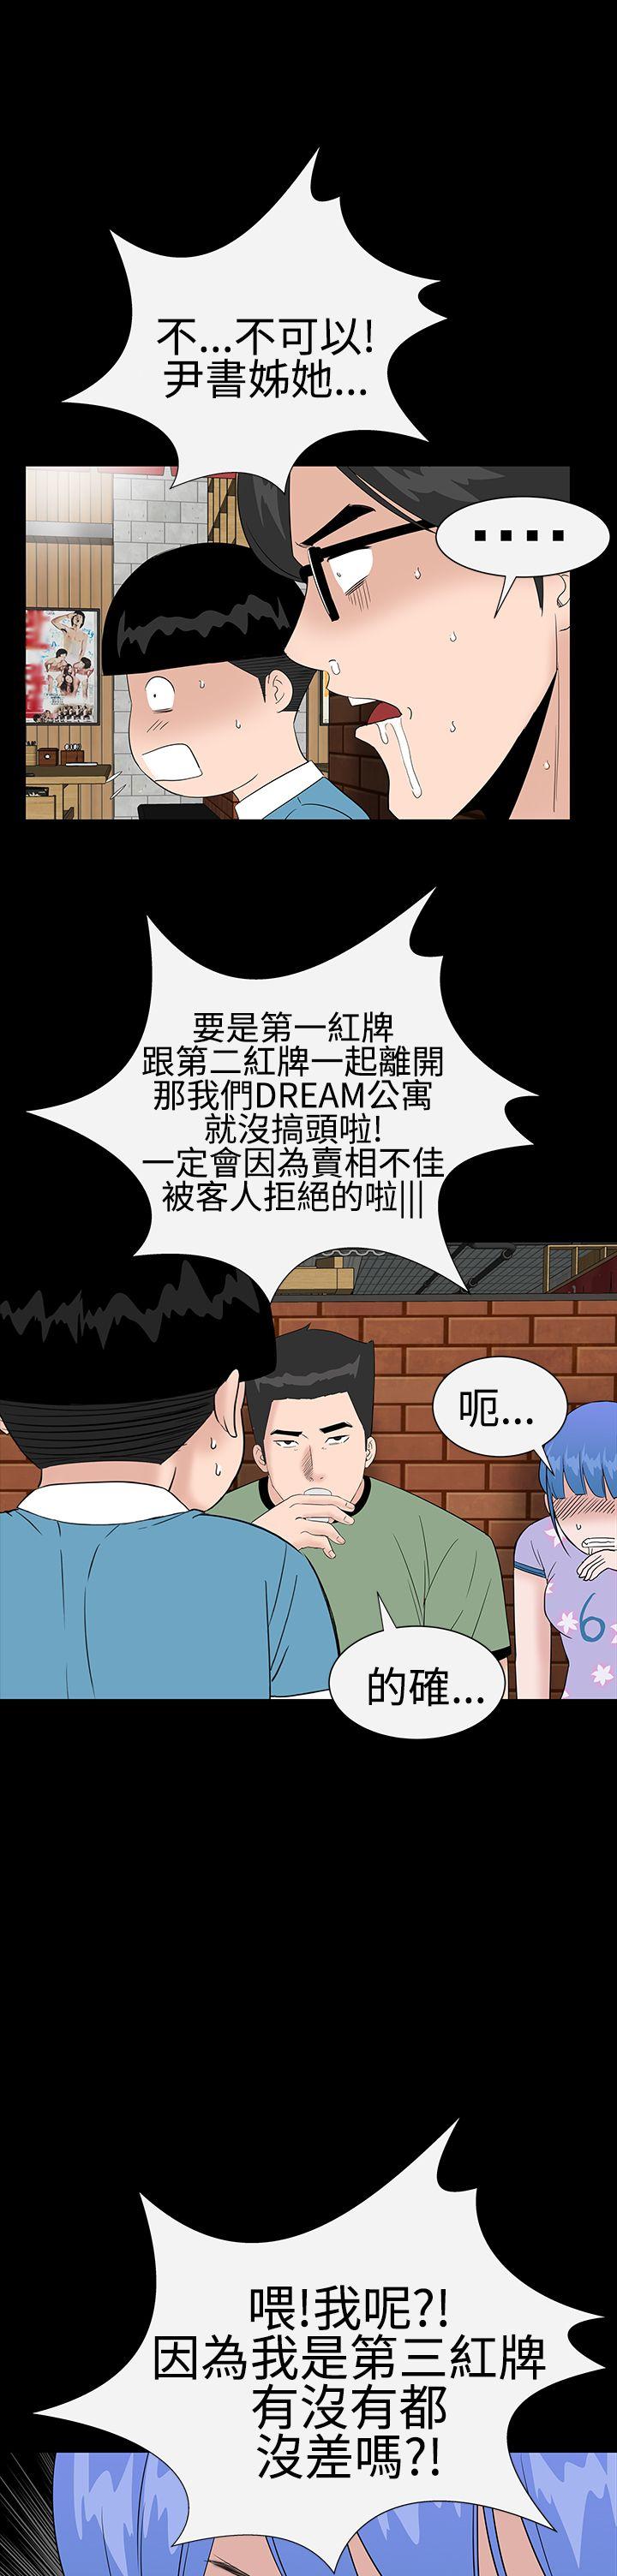 不...不可以!
尹書姊她...
....
要是第一紅牌
跟第二紅牌一起離開
那我們DREAM公寓
就沒搞頭啦!
一定會因為賣相不佳
被客人拒絕的啦|||
呃...
6
的確...
喂!我呢?!
因為我是第三紅牌
有沒有都
沒差嗎?!